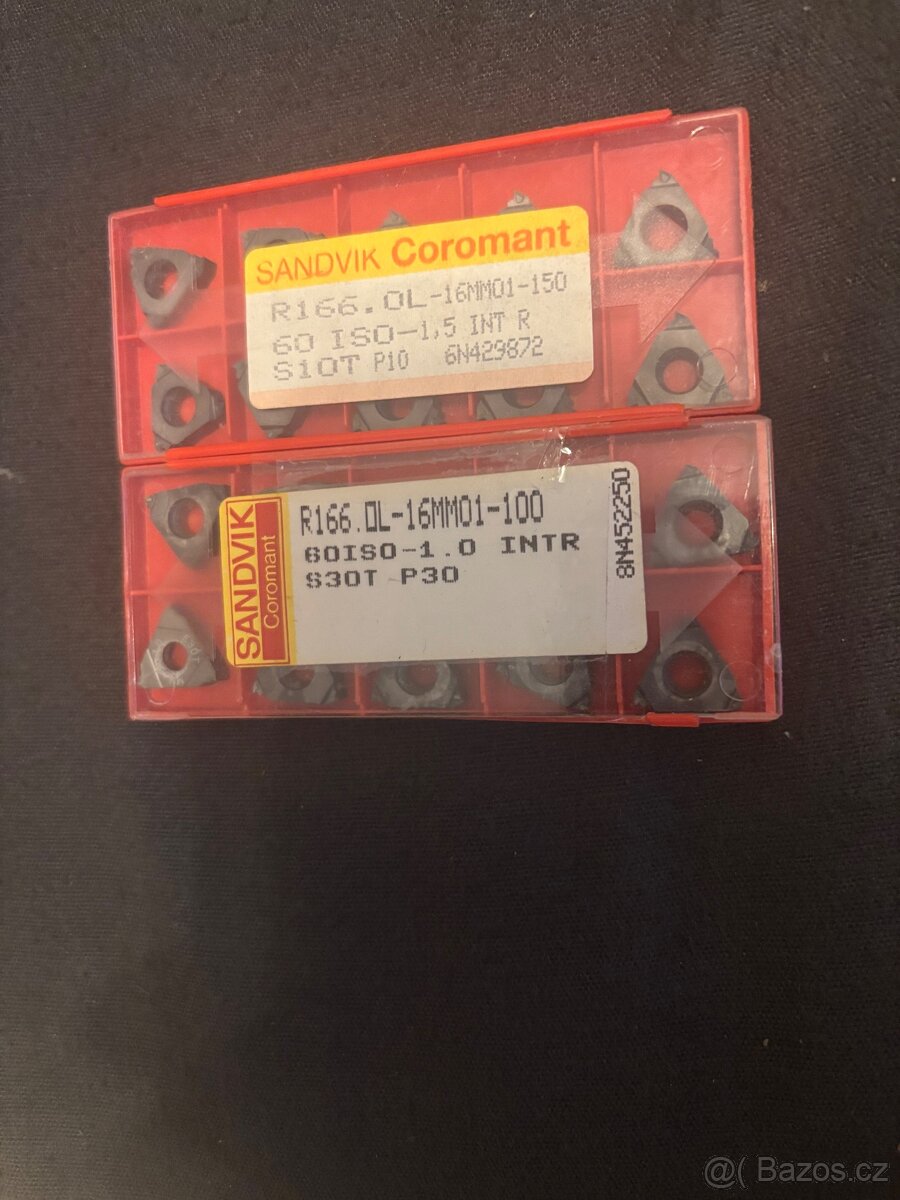 SANDVIK Coromant
R166.0L-16MM01-150
60 ISO-1,5 INT R
S10T P10 6N429872
SANDVIK
Coromant
R166.0L-16MM01-100
60ISO-1.0 INTR
S30T P30
8N452250
@( Bazos.cz